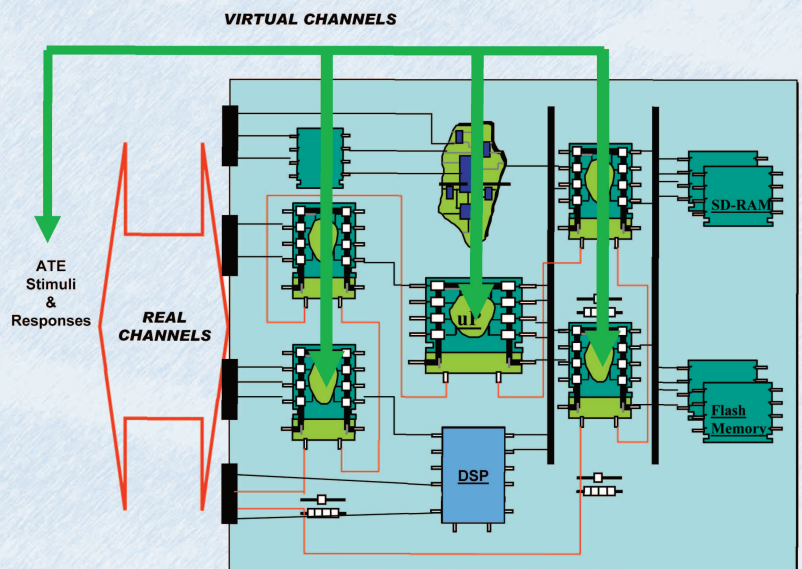 VIRTUAL CHANNELS
ATE
Stimuli
&
Responses
REAL
CHANNELS
uP
SD-RAM
Flash
Memory
DSP